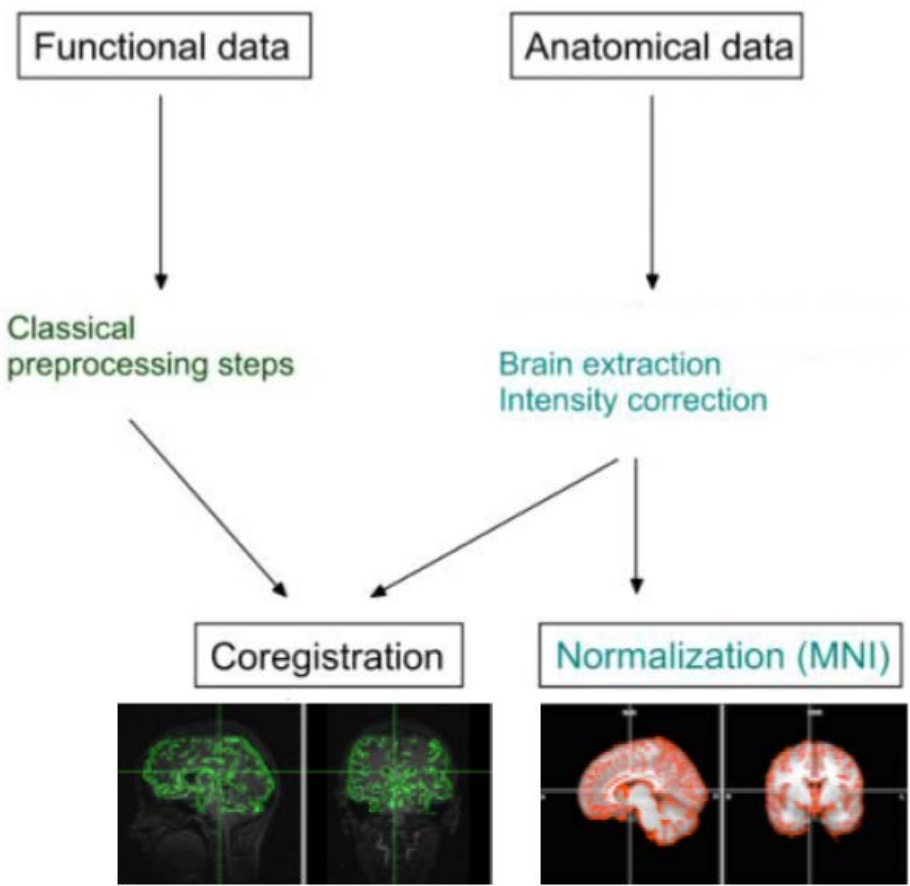 Functional data
Anatomical data
Classical
preprocessing steps
Brain extraction
Intensity correction
Coregistration
Normalization (MNI)